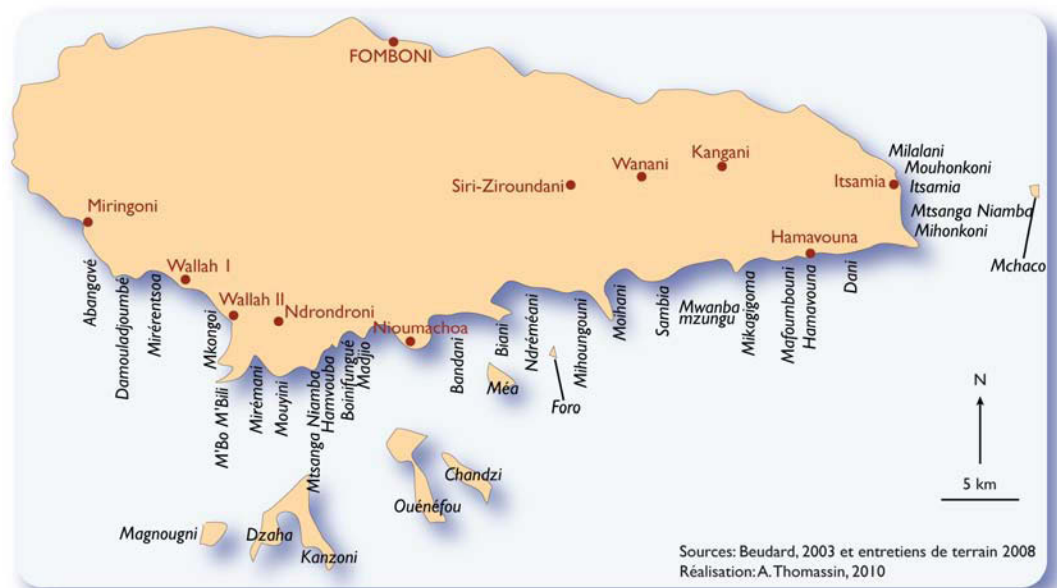 FOMBONI
Kangani
Wanani
Siri-Ziroundani
Itsamia
Milalani
Mouhonkoni
Itsamia
Mtsanga Niamba
Mihonkoni
Mchaco
Miringoni
Hamavouna
Wallah I
Wallah II
Ndrondroni
Nioumachoa
Abangavé
Damouladjoumbé
Mirérentsoa
Mkongoi
M'Bo M'Bili
Mirémani
Mouyini
Mtsanga Niamba
Hamvouba
Boinifungué
Madjio
Bandani
Biani
Ndréméani
Mihoungouni
Moihani
Sambia
Mwanba
mzungu
Mikagigoma
Mafoumbouni
Hamavouna
Dani
Méa
Foro
Chandzi
Ouénéfou
Magnougni
Dzaha
Kanzoni
N
5 km
Sources: Beudard, 2003 et entretiens de terrain 2008
Réalisation: A. Thomassin, 2010